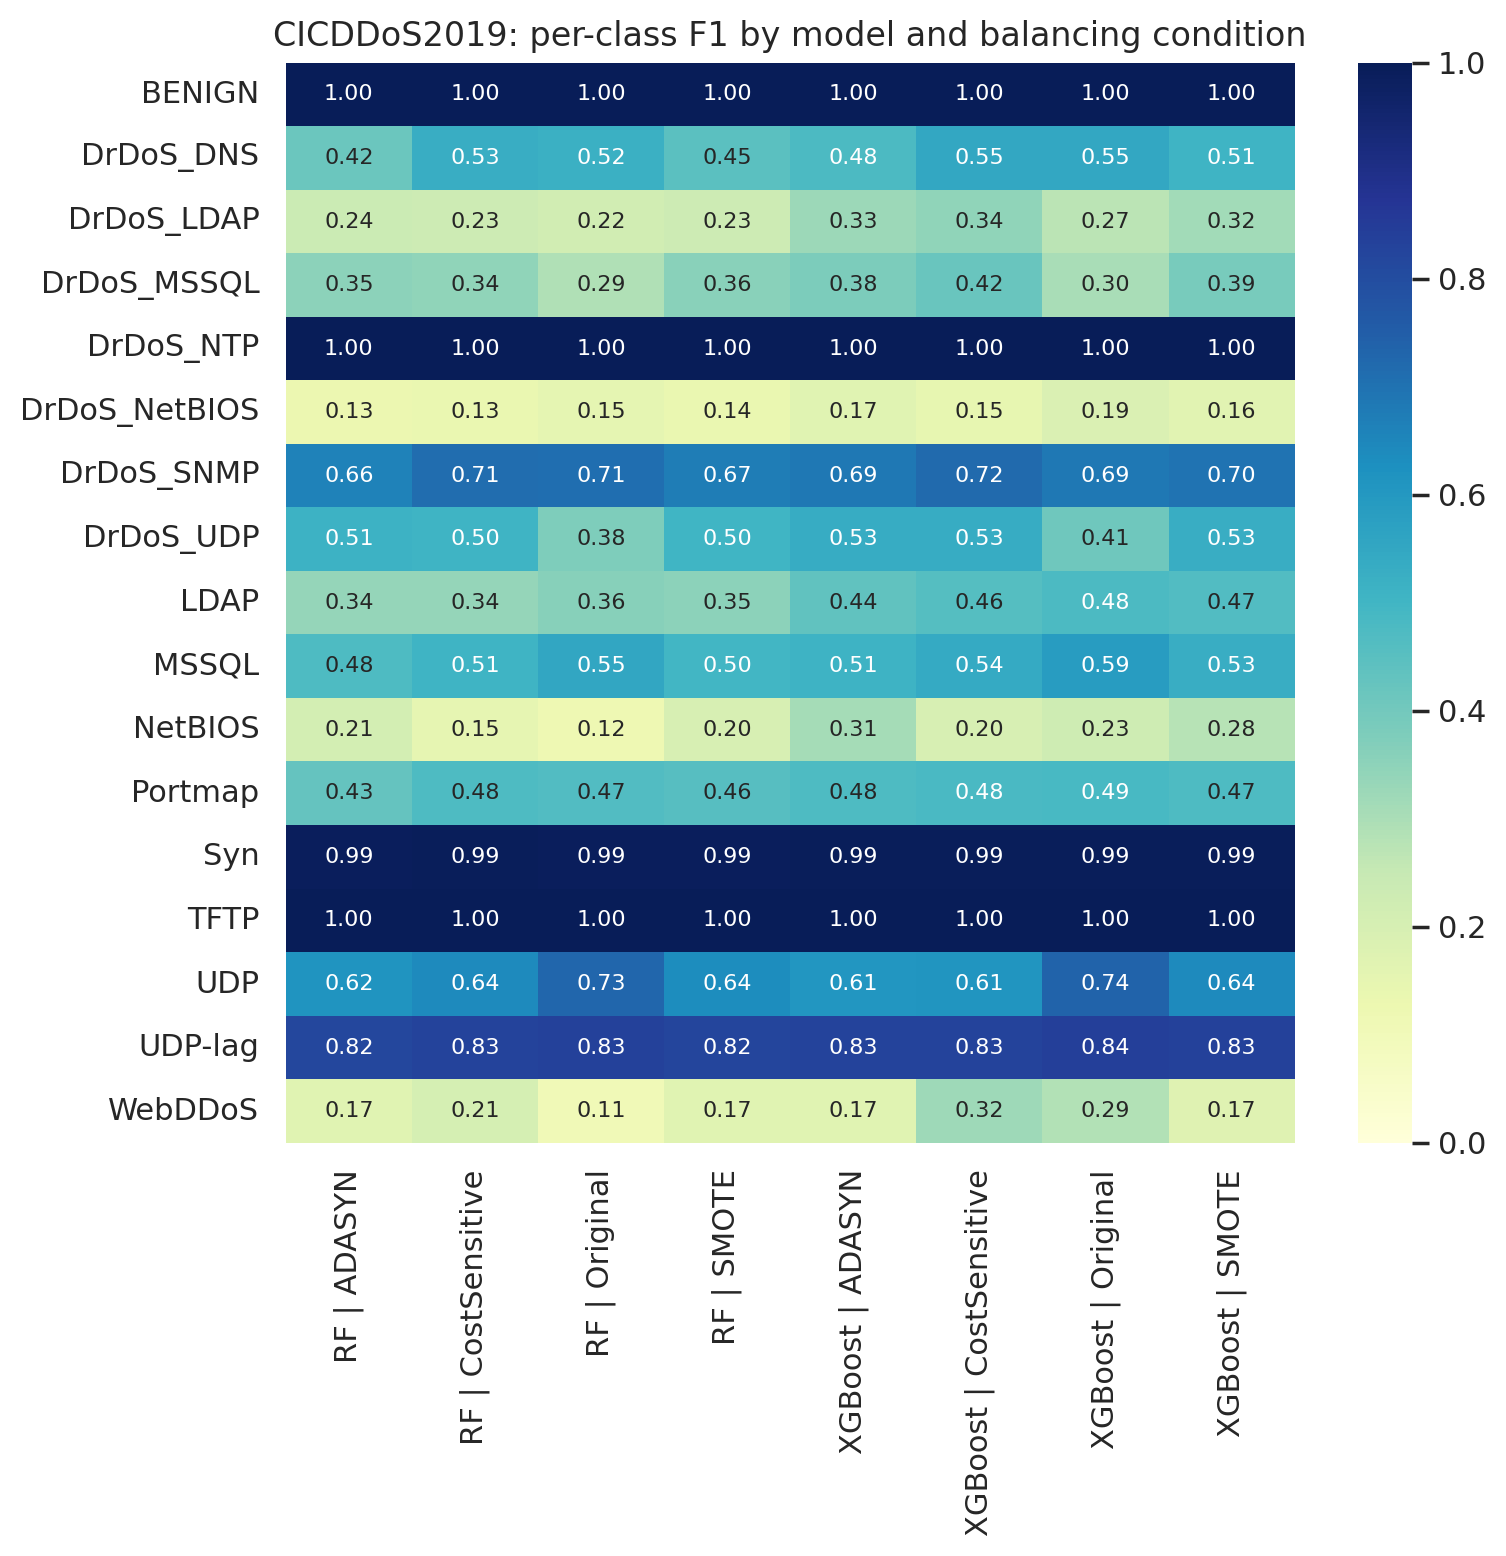 CICDDoS2019: per-class F1 by model and balancing condition
BENIGN 1.00 1.00 1.00 1.00 1.00 1.00 1.00 1.00
DrDoS_DNS 0.42 0.53 0.52 0.45 0.48 0.55 0.55 0.51
DrDoS_LDAP 0.24 0.23 0.22 0.23 0.33 0.34 0.27 0.32
DrDoS_MSSQL 0.35 0.34 0.29 0.36 0.38 0.42 0.30 0.39
DrDoS_NTP 1.00 1.00 1.00 1.00 1.00 1.00 1.00 1.00
DrDoS_NetBIOS 0.13 0.13 0.15 0.14 0.17 0.15 0.19 0.16
DrDoS_SNMP 0.66 0.71 0.71 0.67 0.69 0.72 0.69 0.70
DrDoS_UDP 0.51 0.50 0.38 0.50 0.53 0.53 0.41 0.53
LDAP 0.34 0.34 0.36 0.35 0.44 0.46 0.48 0.47
MSSQL 0.48 0.51 0.55 0.50 0.51 0.54 0.59 0.53
NetBIOS 0.21 0.15 0.12 0.20 0.31 0.20 0.23 0.28
Portmap 0.43 0.48 0.47 0.46 0.48 0.48 0.49 0.47
Syn 0.99 0.99 0.99 0.99 0.99 0.99 0.99 0.99
TFTP 1.00 1.00 1.00 1.00 1.00 1.00 1.00 1.00
UDP 0.62 0.64 0.73 0.64 0.61 0.61 0.74 0.64
UDP-lag 0.82 0.83 0.83 0.82 0.83 0.83 0.84 0.83
WebDDoS 0.17 0.21 0.11 0.17 0.17 0.32 0.29 0.17
RF | ADASYN
RF | CostSensitive
RF | Original
RF | SMOTE
XGBoost | ADASYN
XGBoost | CostSensitive
XGBoost | Original
XGBoost | SMOTE
1.0
0.8
0.6
0.4
0.2
0.0